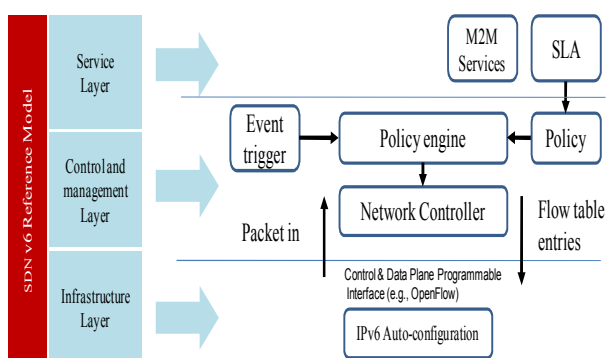 SDN v6 Reference Model
Service
Layer
Control and
management
Layer
Infrastructure
Layer
M2M
Services
SLA
Event
trigger
Policy engine
Policy
Network Controller
Packet in
Flow table
entries
Control & Data Plane Programmable
Interface (e.g., OpenFlow)
IPv6 Auto-configuration